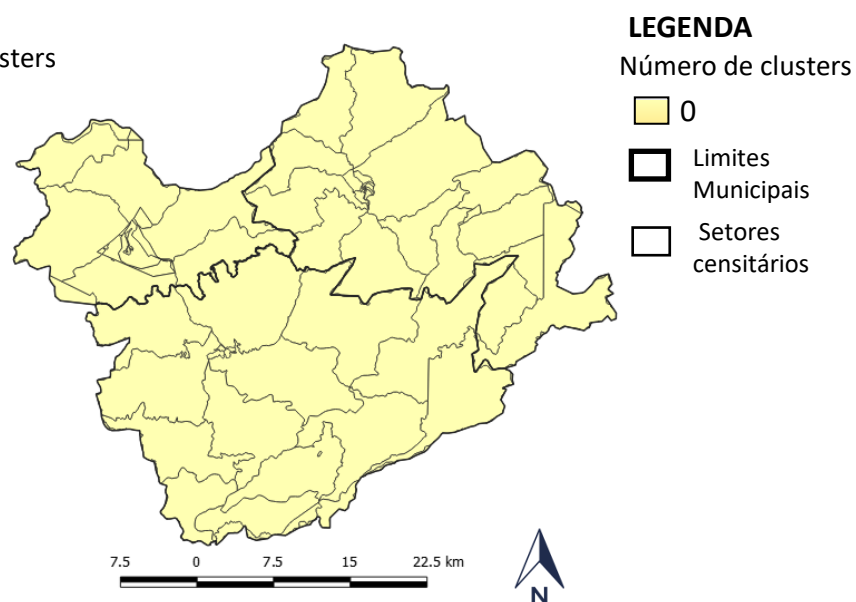 sters
LEGENDA
Número de clusters
0
Limites
Municipais
Setores
censitários
7.5 0 7.5 15 22.5 km
N